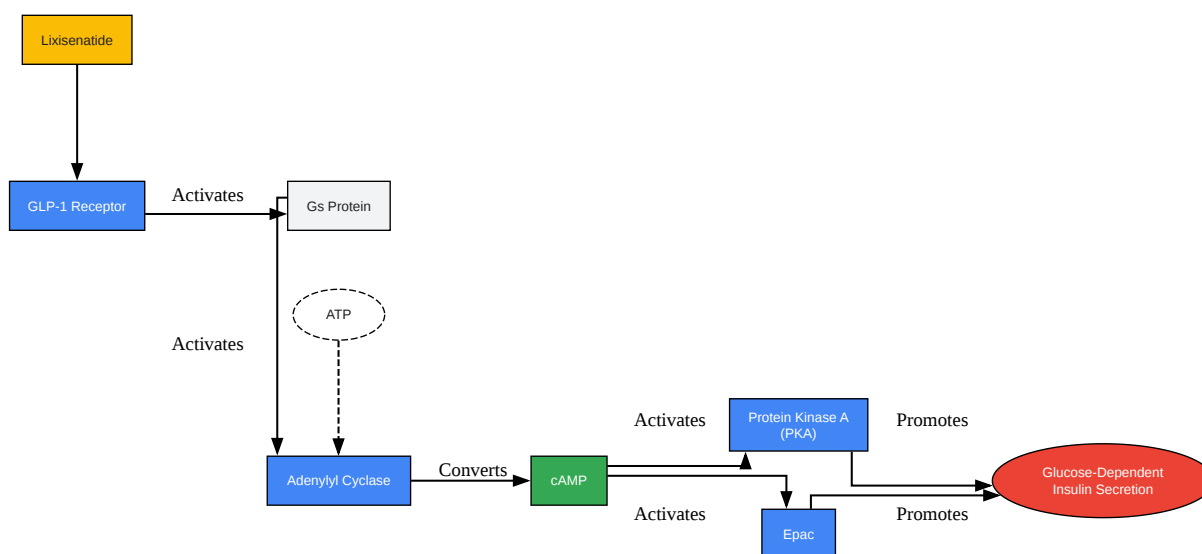 Lixisenatide
GLP-1 Receptor
Activates
Gs Protein
ATP
Activates
Adenylyl Cyclase
Converts
cAMP
Activates
Protein Kinase A
(PKA)
Promotes
Activates
Epac
Promotes
Glucose-Dependent
Insulin Secretion